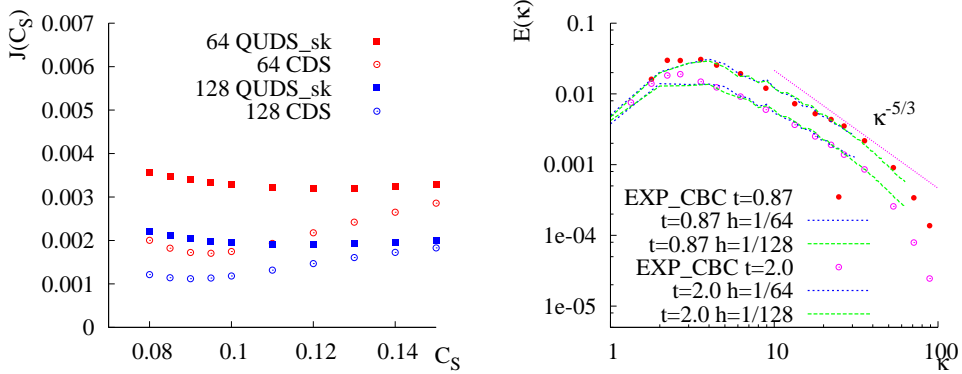 J(C_S)
0.007
0.006
0.005
0.004
0.003
0.002
0.001
0
0.08
0.1
0.12
0.14
C_S
64 QUDS_sk
64 CDS
128 QUDS_sk
128 CDS
E(κ)
0.1
0.01
0.001
1e-04
1e-05
1
10
100
κ
κ^-5/3
EXP_CBC t=0.87
t=0.87 h=1/64
t=0.87 h=1/128
EXP_CBC t=2.0
t=2.0 h=1/64
t=2.0 h=1/128